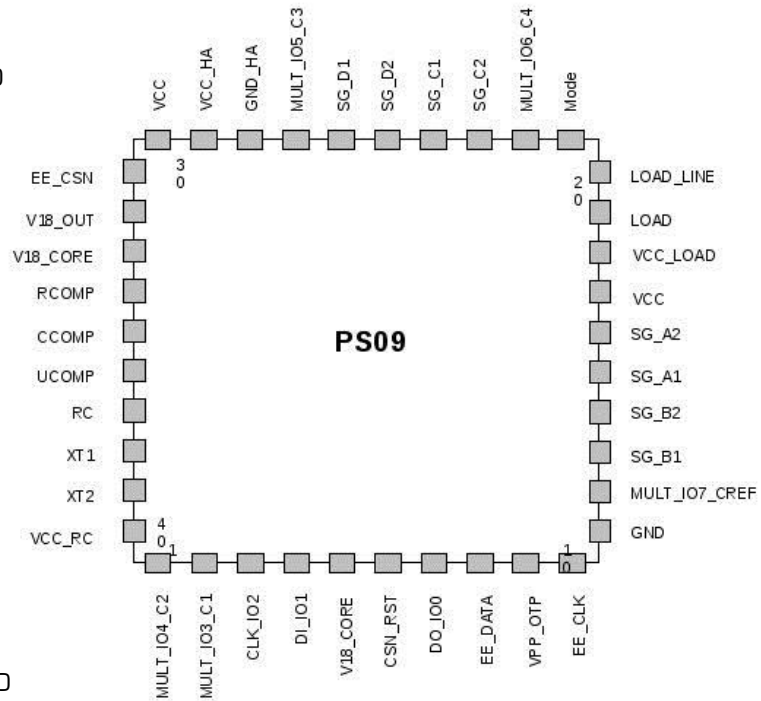 VCC
VCC_HA
GND_HA
MULT_IO5_C3
SG_D1
SG_D2
SG_C1
SG_C2
MULT_IO6_C4
Mode
30
20
EE_CSN
V18_OUT
V18_CORE
RCOMP
CCOMP
UCOMP
RC
XT1
XT2
VCC_RC
PS09
LOAD_LINE
LOAD
VCC_LOAD
VCC
SG_A2
SG_A1
SG_B2
SG_B1
MULT_IO7_CREF
GND
40
1
10
MULT_IO4_C2
MULT_IO3_C1
CLK_IO2
DI_IO1
V18_CORE
CSN_RST
DO_IO0
EE_DATA
VPP_OTP
EE_CLK